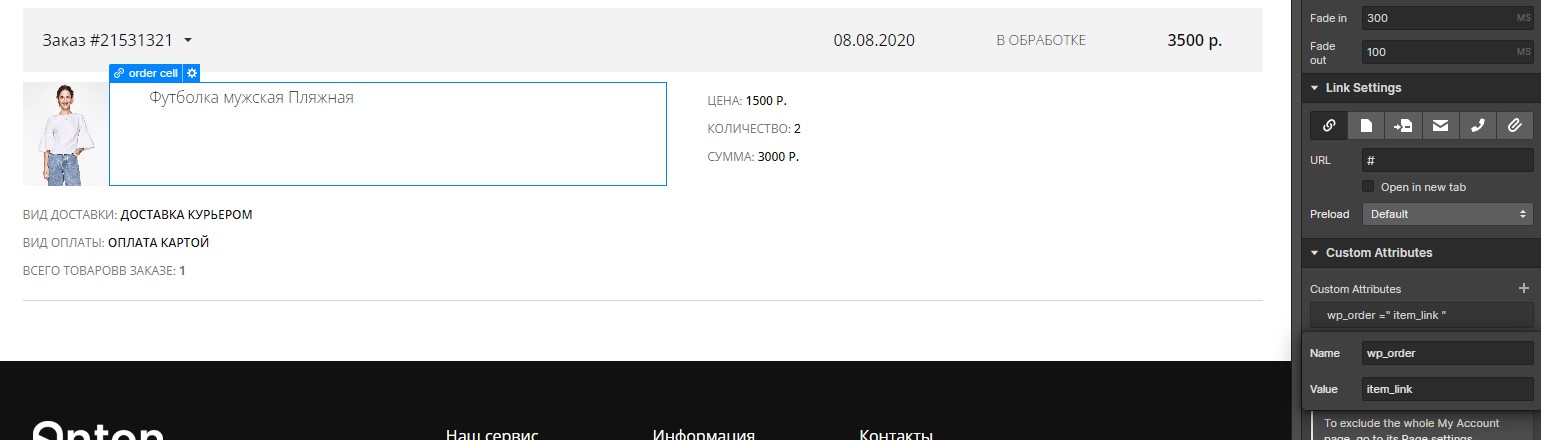 Заказ #21531321 08.08.2020 В ОБРАБОТКЕ 3500 р.
order cell
Футболка мужская Пляжная
ЦЕНА: 1500 Р.
КОЛИЧЕСТВО: 2
СУММА: 3000 Р.
ВИД ДОСТАВКИ: ДОСТАВКА КУРЬЕРОМ
ВИД ОПЛАТЫ: ОПЛАТА КАРТОЙ
ВСЕГО ТОВАРОВВ ЗАКАЗЕ: 1
Anton
Наш сервис
Информация
Контакты
Fade in 300 MS
Fade out 100 MS
Link Settings
URL #
Open in new tab
Preload Default
Custom Attributes
Custom Attributes +
wp_order =" item_link "
Name wp_order
Value item_link
To exclude the whole My Account
page, go to its Page settings